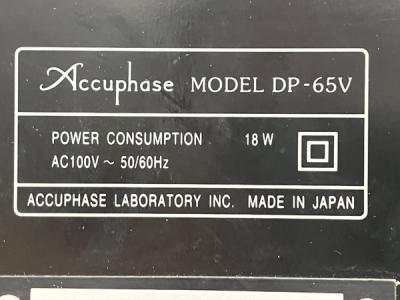 Accuphase MODEL DP-65V
POWER CONSUMPTION 18 W
AC100V ~ 50/60Hz
ACCUPHASE LABORATORY INC. MADE IN JAPAN